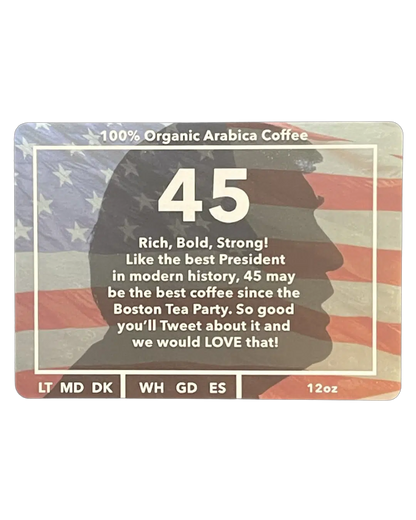 100% Organic Arabica Coffee
45
Rich, Bold, Strong!
Like the best President
in modern history, 45 may
be the best coffee since the
Boston Tea Party. So good
you'll Tweet about it and
we would LOVE that!
LT MD DK WH GD ES 12oz